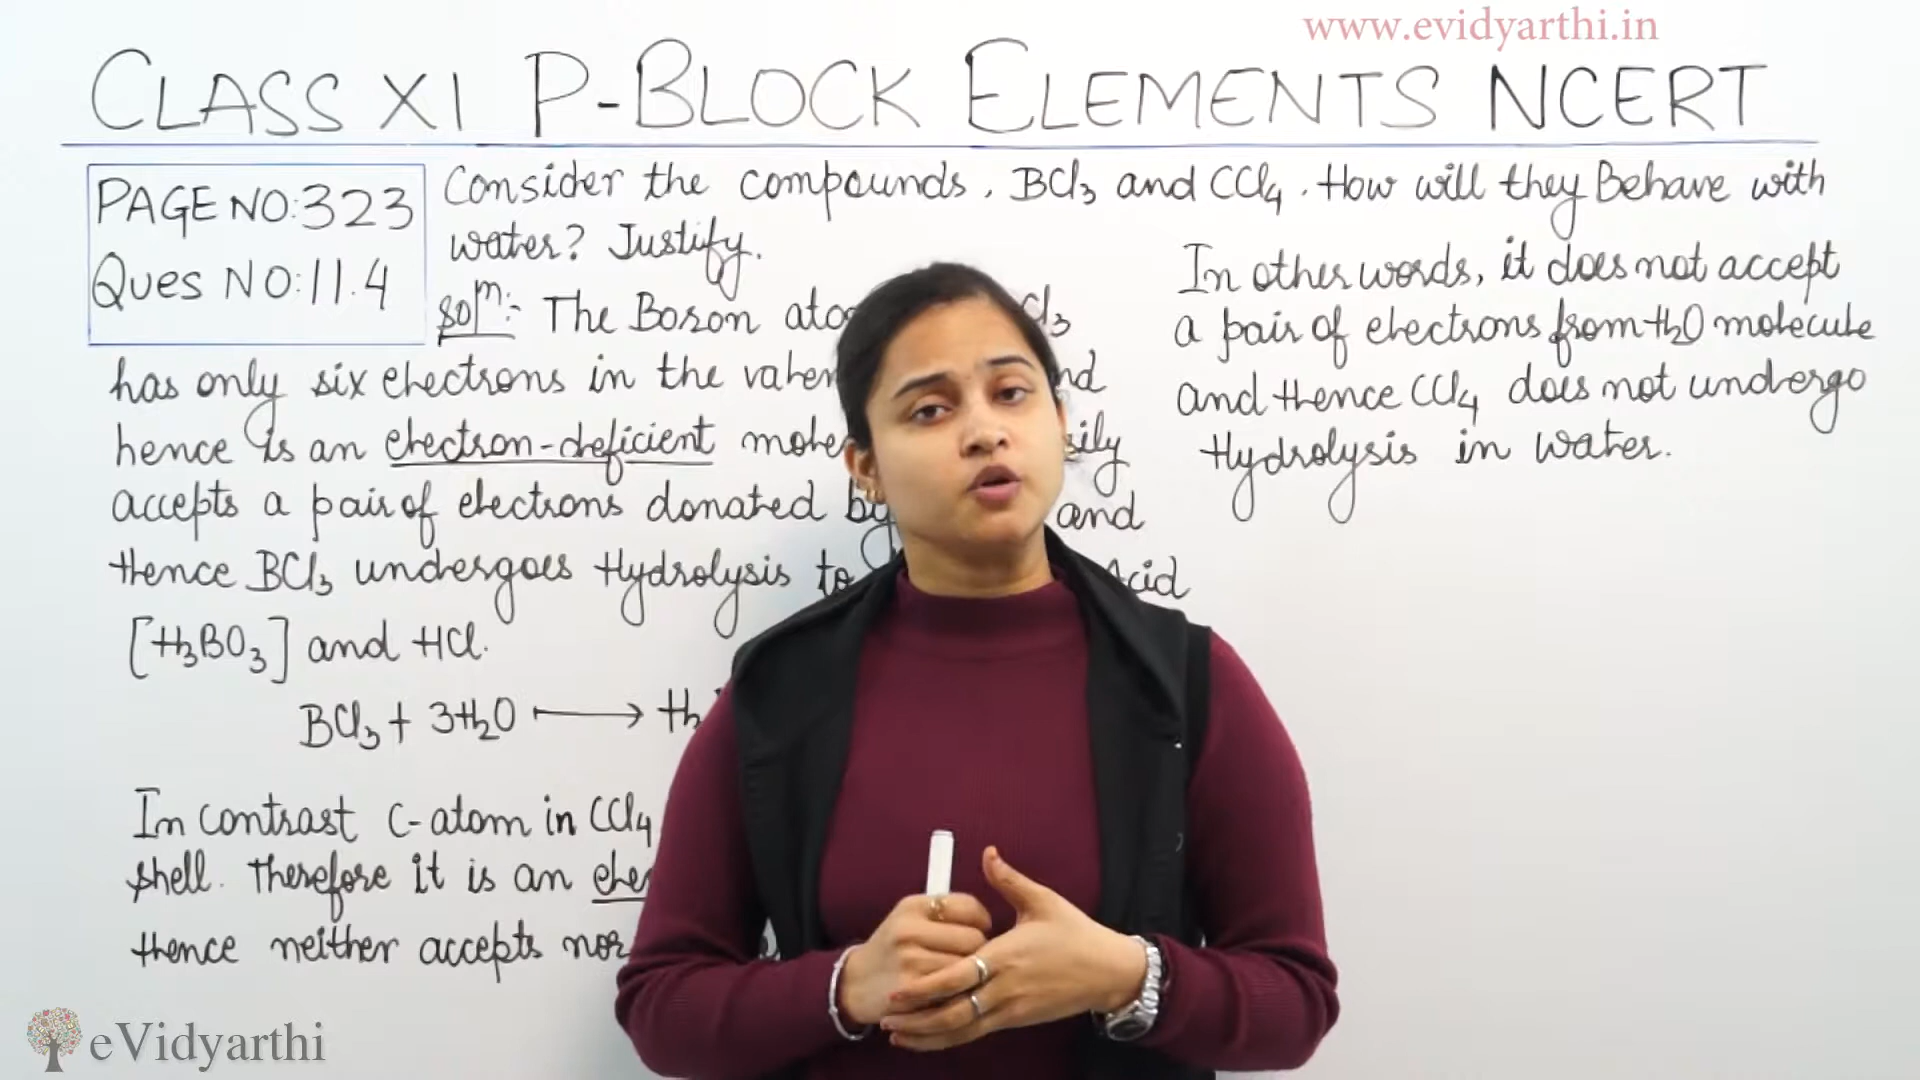 www.evidyarthi.in
CLASS XI P-BLOCK ELEMENTS NCERT
PAGE NO:323
QUES NO:11.4
Consider the compounds, BCl3 and CCl4. How will they Behave with
water? Justify.
Soln:- The Boron Cl3
has only six electrons in the
hence is an electron-deficient
accepts a pair of electrons donated by and
Hence BCl3 undergoes Hydrolysis to Acid
[H3BO3] and HCl.
BCl3 + 3H2O ⟶
In contrast C-atom in CCl4
shell. Therefore it is an
Hence neither accepts nor
In other words, it does not accept
a pair of electrons from H2O molecule
and Hence CCl4 does not undergo
Hydrolysis in water.
eVidyarthi